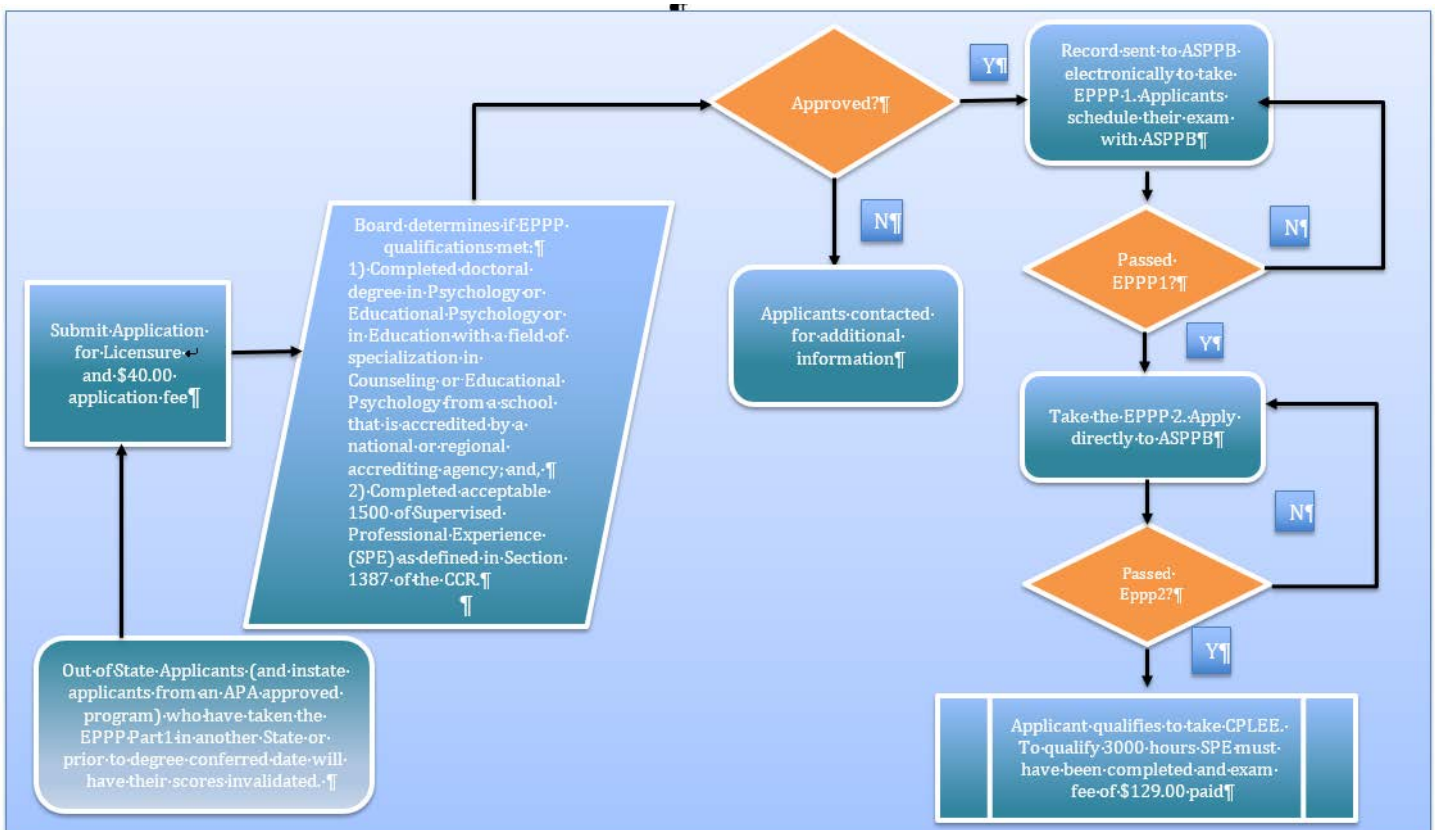 Submit Application
for Licensure
and $40.00
application fee¶
Out of State Applicants (and instate
applicants from an APA approved
program) who have taken the
EPPP Part1 in another State or
prior to degree conferred date will
have their scores invalidated. ¶
Board determines if EPPP
qualifications met:¶
1) Completed doctoral
degree in Psychology or
Educational Psychology or
in Education with a field of
specialization in
Counseling or Educational
Psychology from a school
that is accredited by a
national or regional
accrediting agency; and, ¶
2) Completed acceptable
1500 of Supervised
Professional Experience
(SPE) as defined in Section
1387 of the CCR.¶
¶
Approved?¶
Y¶
N¶
Applicants contacted
for additional
information¶
Record sent to ASPPB
electronically to take
EPPP 1. Applicants
schedule their exam
with ASPPB¶
Passed
EPPP1?¶
N¶
Y¶
Take the EPPP 2. Apply
directly to ASPPB¶
Passed
Eppp2?¶
N¶
Y¶
Applicant qualifies to take CPLEE.
To qualify 3000 hours SPE must
have been completed and exam
fee of $129.00 paid¶